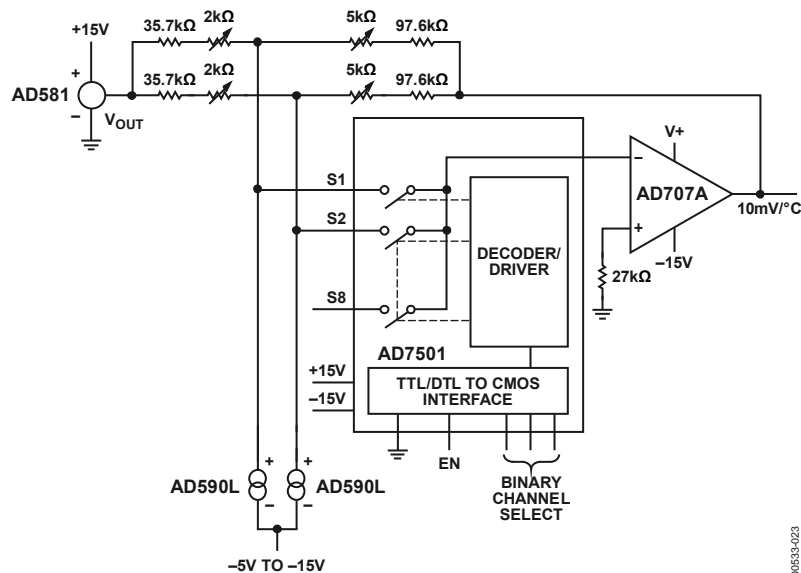 +15V
35.7kΩ
2kΩ
5kΩ
97.6kΩ
+
AD581
–
VOUT
35.7kΩ
2kΩ
5kΩ
97.6kΩ
S1
S2
S8
DECODER/
DRIVER
AD7501
+15V
–15V
TTL/DTL TO CMOS
INTERFACE
EN
BINARY
CHANNEL
SELECT
V+
–
AD707A
+
–15V
10mV/°C
27kΩ
+
AD590L
–
+
AD590L
–
–5V TO –15V
00533-023